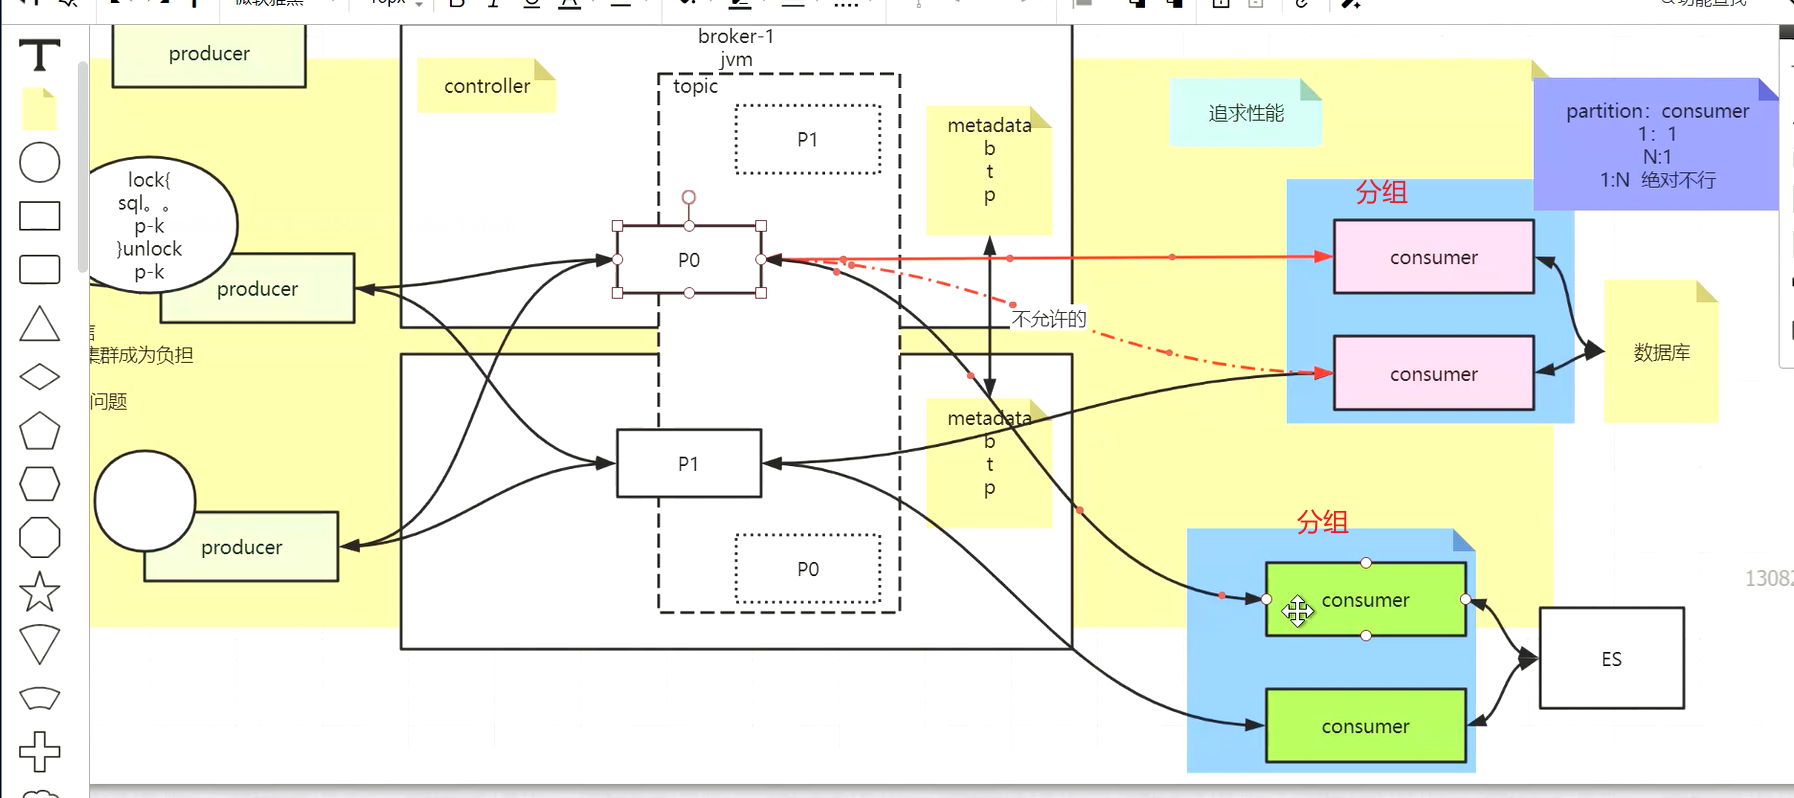 producer
broker-1
jvm
controller
topic
P1
metadata
b
t
p
追求性能
partition：consumer
1：1
N:1
1:N 绝对不行
lock{
sql。。
p-k
}unlock
p-k
producer
P0
分组
consumer
不允许的
consumer
数据库
集群成为负担
问题
P1
metadata
b
t
p
producer
P0
分组
consumer
consumer
ES
13082